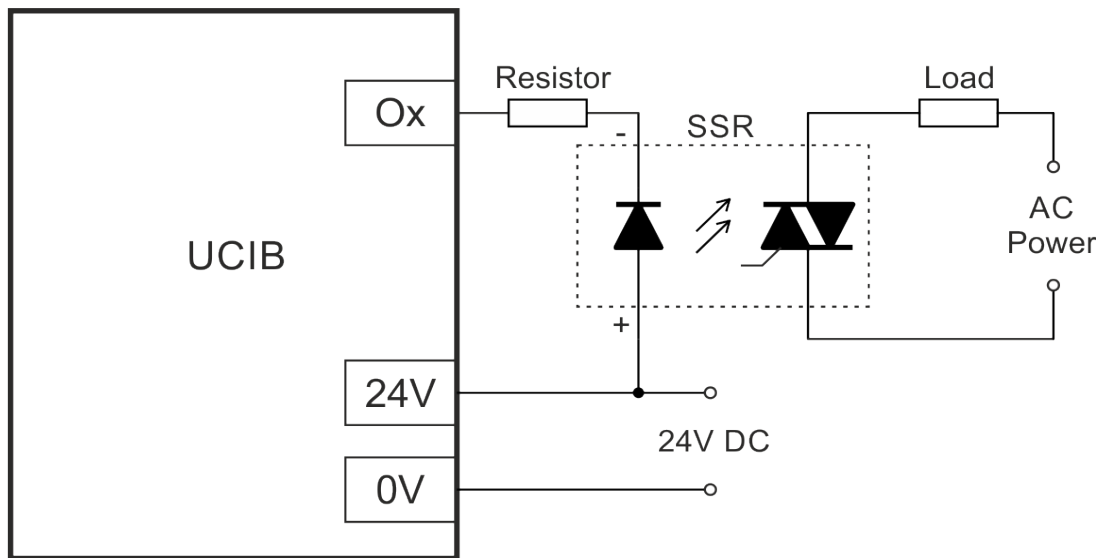 Resistor
Load
Ox
-
SSR
AC
Power
UCIB
+
24V
24V DC
0V